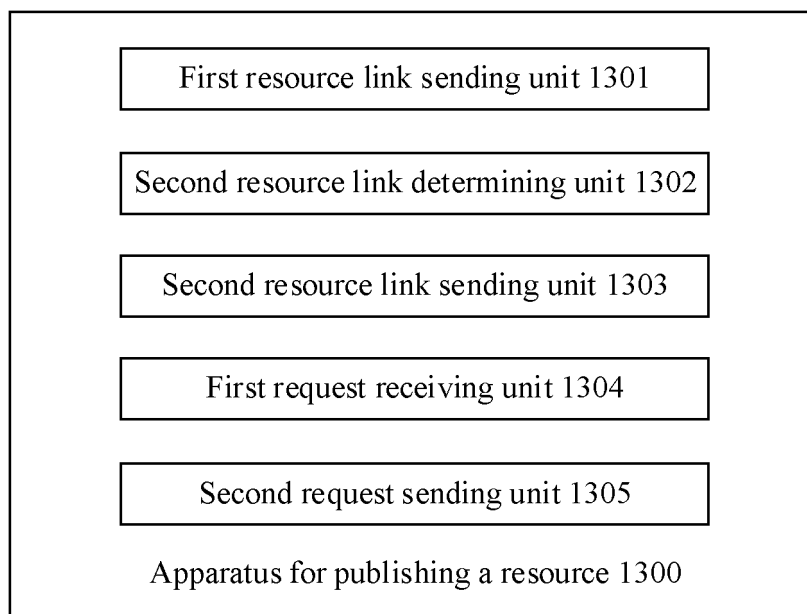 First resource link sending unit 1301
Second resource link determining unit 1302
Second resource link sending unit 1303
First request receiving unit 1304
Second request sending unit 1305
Apparatus for publishing a resource 1300